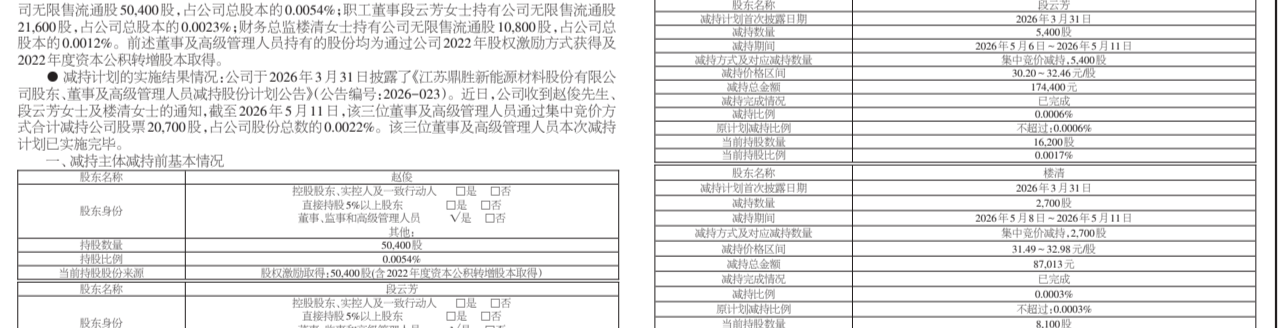 司无限售流通股50,400股，占公司总股本的0.0054%；职工董事段云芳女士持有公司无限售流通股
21,600股，占公司总股本的0.0023%；财务总监楼清女士持有公司无限售流通股10,800股，占公司总
股本的0.0012%。前述董事及高级管理人员持有的股份均为通过公司2022年股权激励方式获得及
2022年度资本公积转增股本取得。
● 减持计划的实施结果情况：公司于2026年3月31日披露了《江苏鼎胜新能源材料股份有限公
司股东、董事及高级管理人员减持股份计划公告》（公告编号：2026-023）。近日，公司收到赵俊先生、
段云芳女士及楼清女士的通知，截至2026年5月11日，该三位董事及高级管理人员通过集中竞价方
式合计减持公司股票20,700股，占公司股份总数的0.0022%。该三位董事及高级管理人员本次减持
计划已实施完毕。
一、减持主体减持前基本情况
股东名称 赵俊
股东身份
控股股东、实控人及一致行动人 □是 □否
直接持股5%以上股东 □是 □否
董事、监事和高级管理人员 √是 □否
其他：
持股数量 50,400股
持股比例 0.0054%
当前持股股份来源 股权激励取得：50,400股(含2022年度资本公积转增股本取得)
股东名称 段云芳
股东身份
控股股东、实控人及一致行动人 □是 □否
直接持股5%以上股东 □是 □否
股东名称 段云芳
减持计划首次披露日期 2026年3月31日
减持数量 5,400股
减持期间 2026年5月6日～2026年5月11日
减持方式及对应减持数量 集中竞价减持，5,400股
减持价格区间 30.20～32.46元/股
减持总金额 174,400元
减持完成情况 已完成
减持比例 0.0006%
原计划减持比例 不超过：0.0006%
当前持股数量 16,200股
当前持股比例 0.0017%
股东名称 楼清
减持计划首次披露日期 2026年3月31日
减持数量 2,700股
减持期间 2026年5月8日～2026年5月11日
减持方式及对应减持数量 集中竞价减持，2,700股
减持价格区间 31.49～32.98元/股
减持总金额 87,013元
减持完成情况 已完成
减持比例 0.0003%
原计划减持比例 不超过：0.0003%
当前持股数量 8,100股